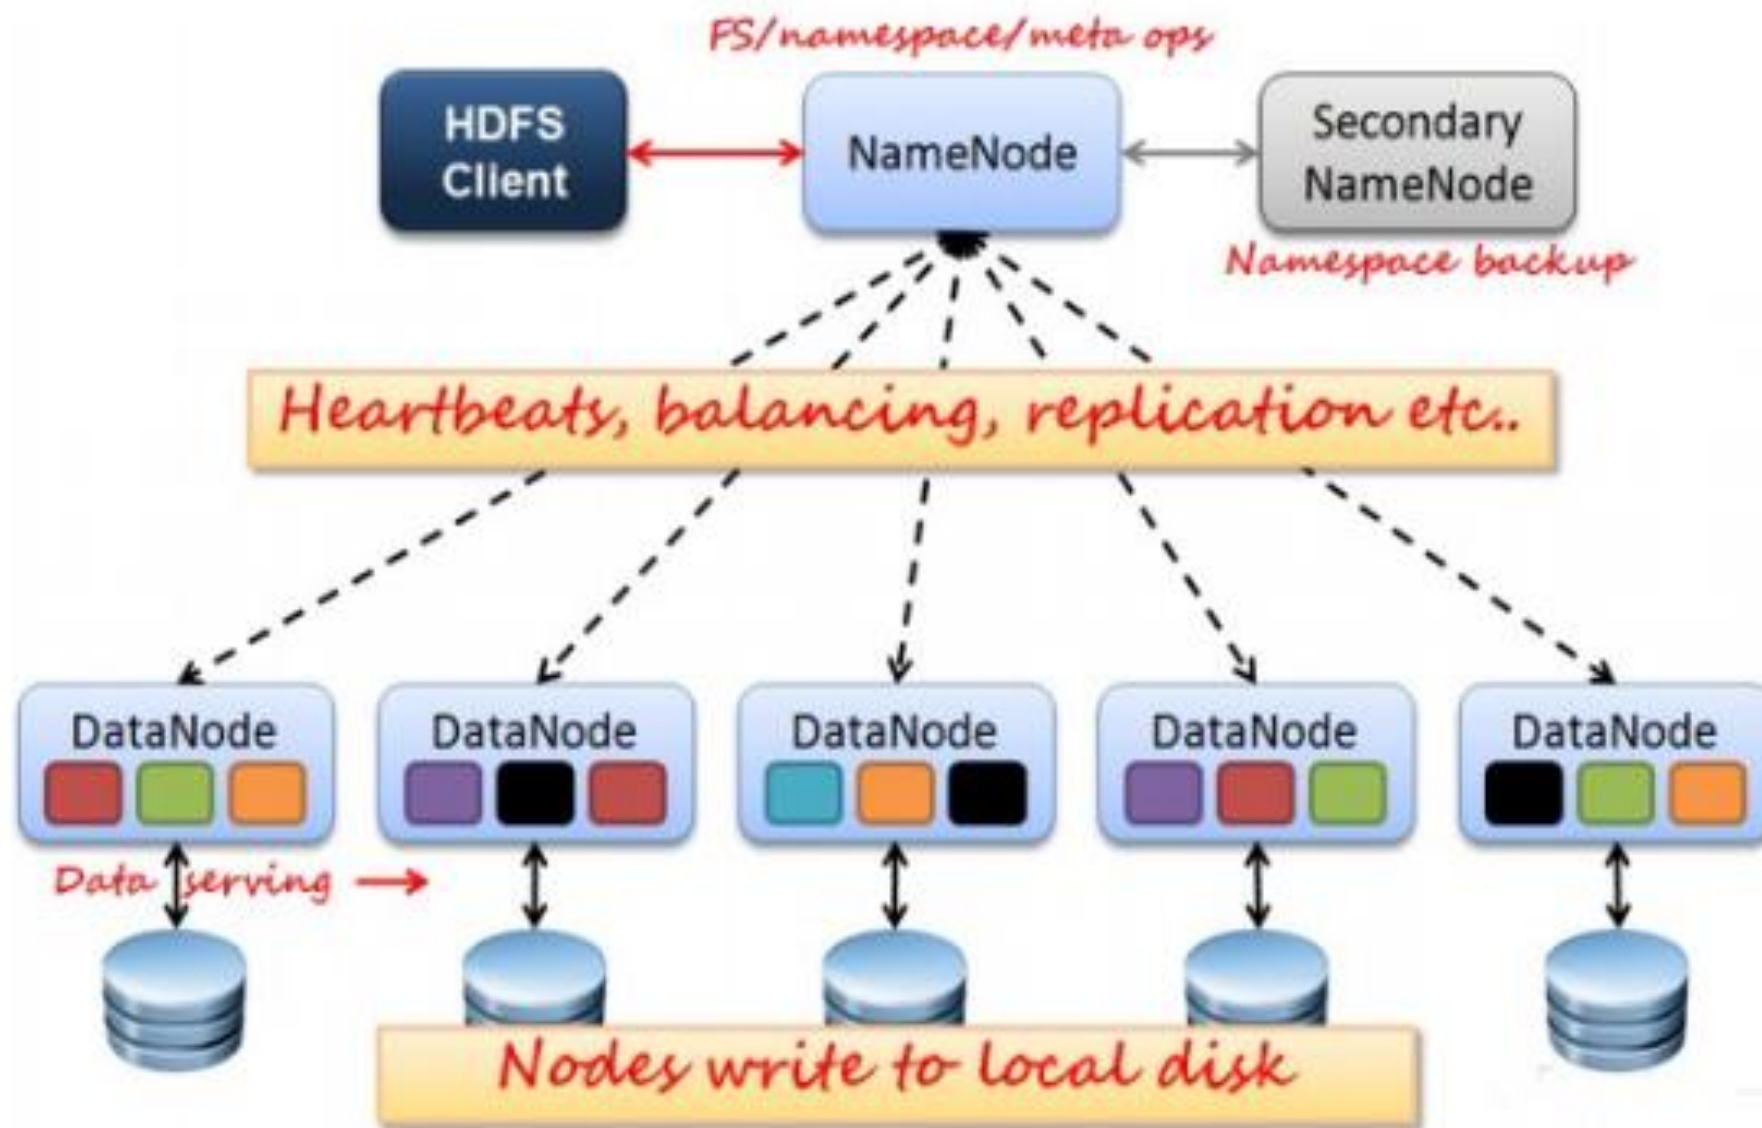 FS/namespace/meta ops
HDFS
Client
NameNode
Secondary
NameNode
Namespace backup
Heartbeats, balancing, replication etc..
DataNode
DataNode
DataNode
DataNode
DataNode
Data serving
Nodes write to local disk